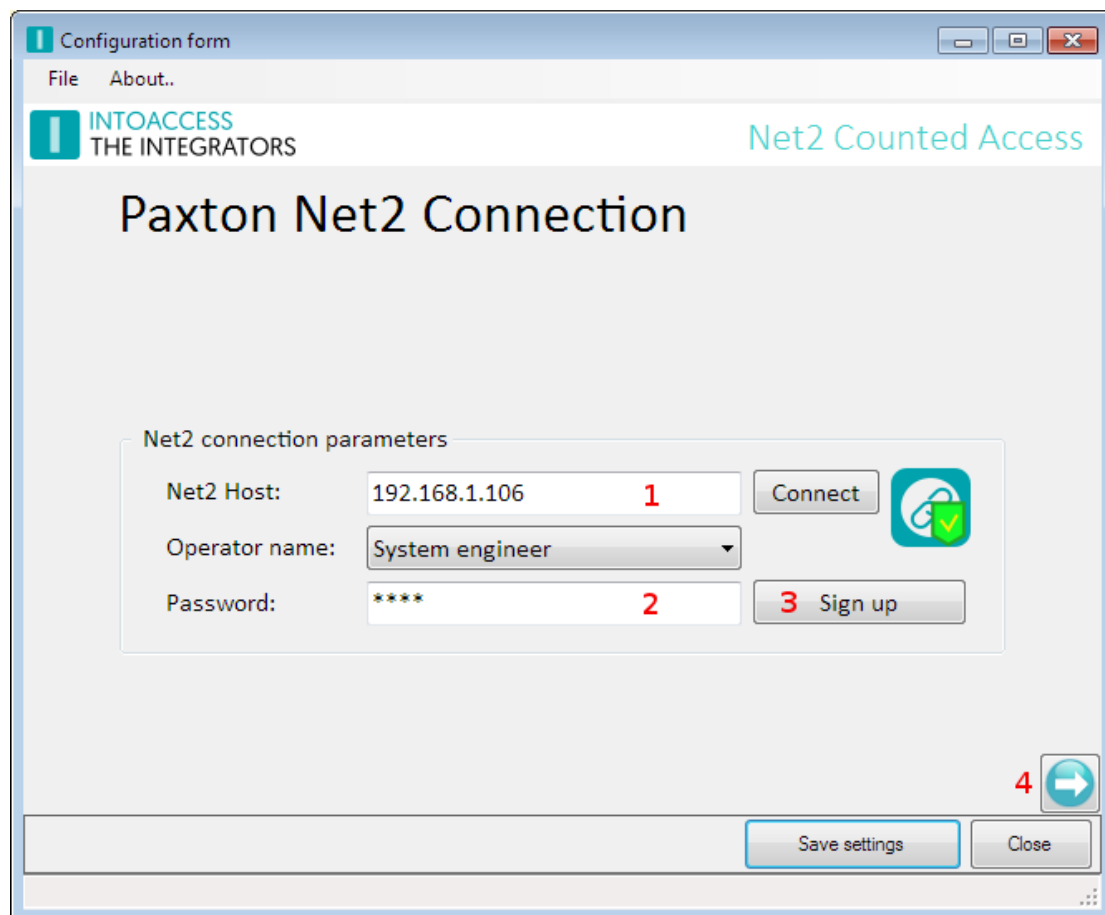 Configuration form
File About..
INTOACCESS
THE INTEGRATORS
Net2 Counted Access
Paxton Net2 Connection
Net2 connection parameters
Net2 Host: 192.168.1.106 1 Connect
Operator name: System engineer
Password: **** 2 3 Sign up
4
Save settings Close